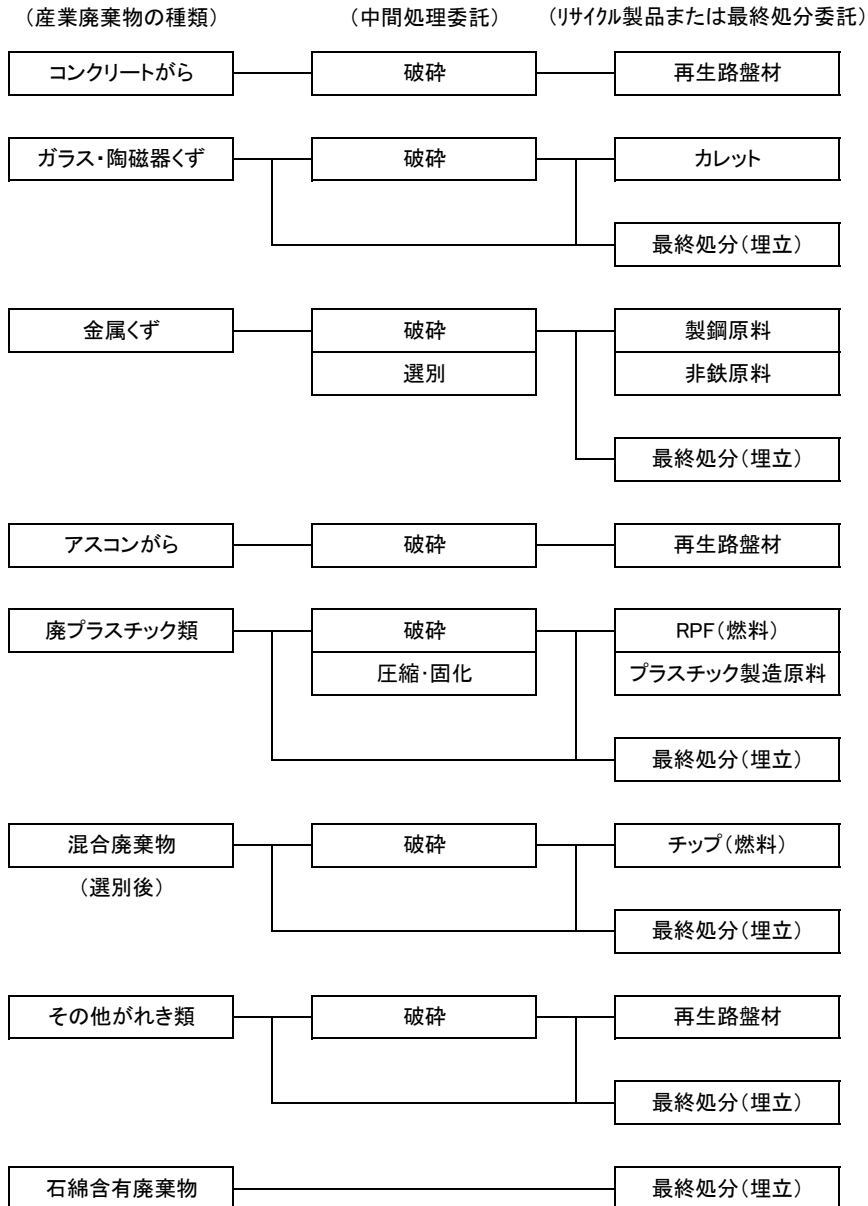 （産業廃棄物の種類） （中間処理委託） （ﾘｻｲｸﾙ製品または最終処分委託）
コンクリートがら 破砕 再生路盤材
ガラス・陶磁器くず 破砕 カレット
最終処分（埋立）
金属くず 破砕 製鋼原料
選別 非鉄原料
最終処分（埋立）
アスコンがら 破砕 再生路盤材
廃プラスチック類 破砕 RPF（燃料）
圧縮･固化 プラスチック製造原料
最終処分（埋立）
混合廃棄物 破砕 チップ（燃料）
（選別後）
最終処分（埋立）
その他がれき類 破砕 再生路盤材
最終処分（埋立）
石綿含有廃棄物 最終処分（埋立）